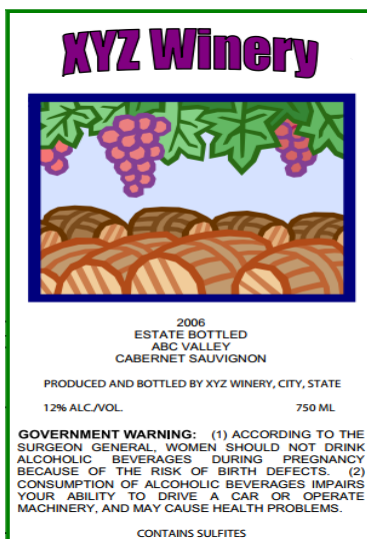 XYZ Winery
2006
ESTATE BOTTLED
ABC VALLEY
CABERNET SAUVIGNON
PRODUCED AND BOTTLED BY XYZ WINERY, CITY, STATE
12% ALC./VOL. 750 ML
GOVERNMENT WARNING: (1) ACCORDING TO THE
SURGEON GENERAL, WOMEN SHOULD NOT DRINK
ALCOHOLIC BEVERAGES DURING PREGNANCY
BECAUSE OF THE RISK OF BIRTH DEFECTS. (2)
CONSUMPTION OF ALCOHOLIC BEVERAGES IMPAIRS
YOUR ABILITY TO DRIVE A CAR OR OPERATE
MACHINERY, AND MAY CAUSE HEALTH PROBLEMS.
CONTAINS SULFITES